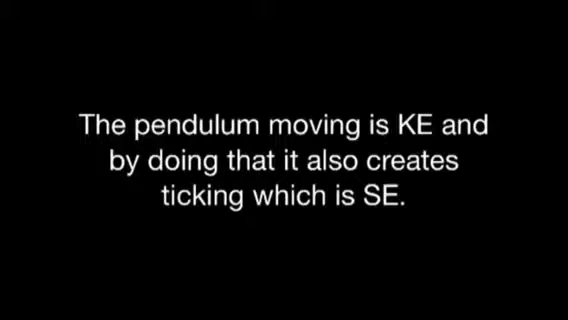 The pendulum moving is KE and
by doing that it also creates
ticking which is SE.